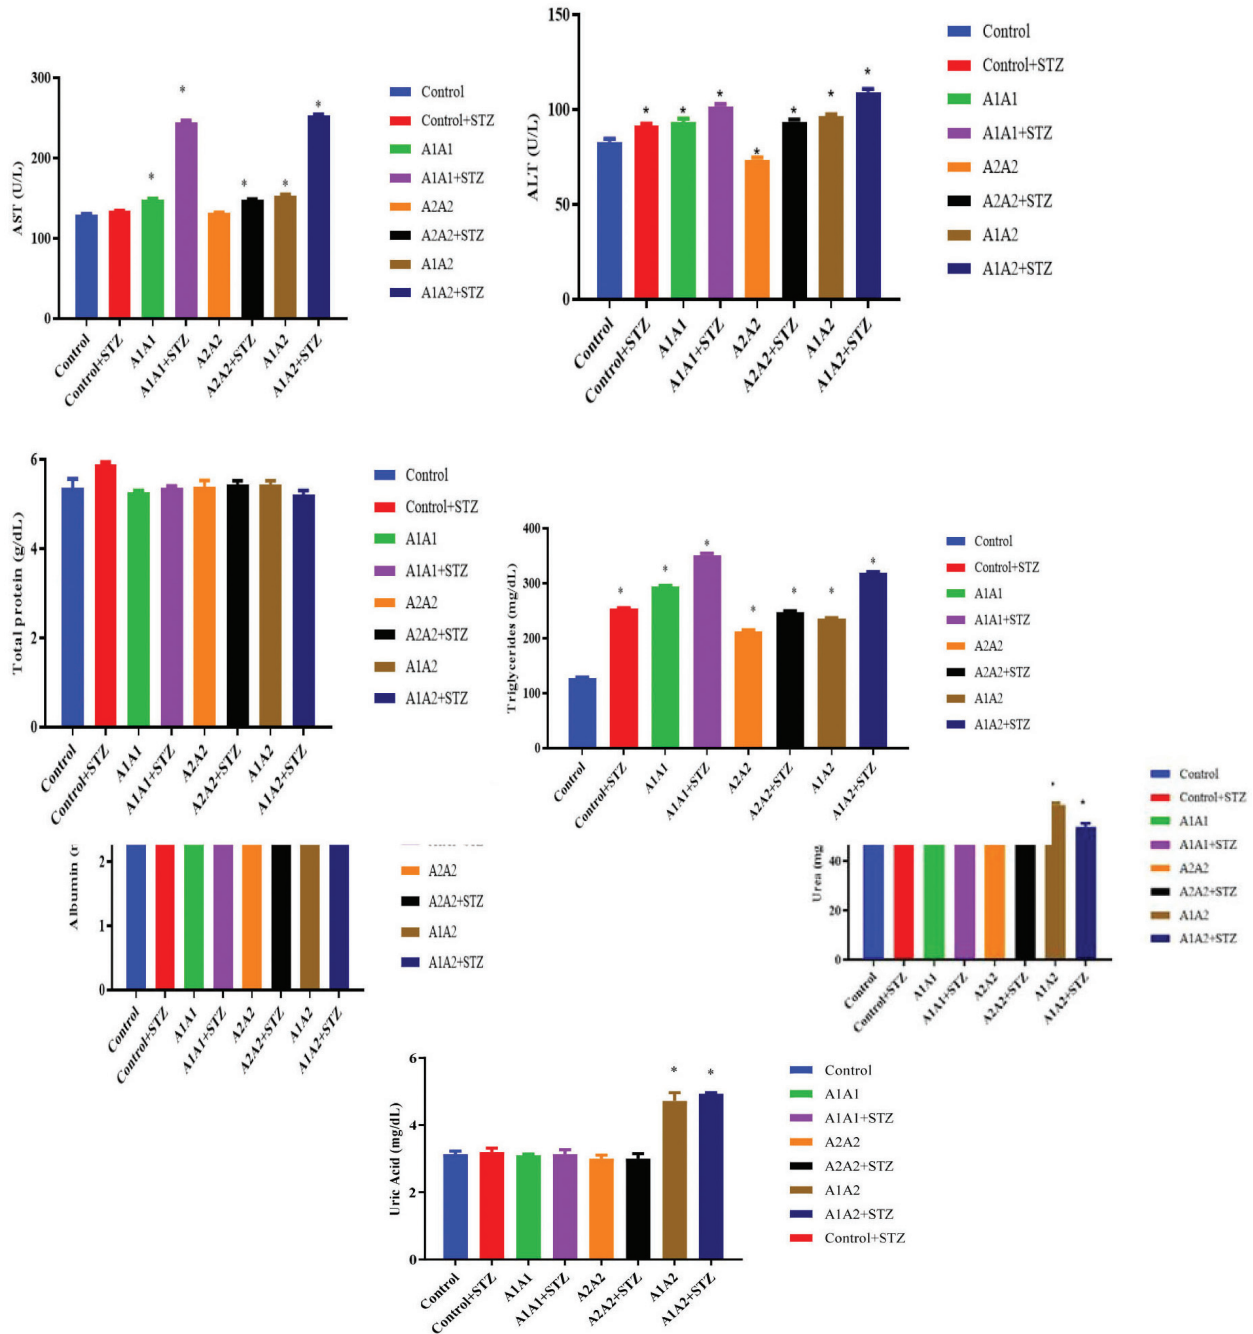 AST (U/L)
300
200
100
0
Control
Control+STZ
A1A1
A1A1+STZ
A2A2
A2A2+STZ
A1A2
A1A2+STZ
*
*
*
*
*
Control
Control+STZ
A1A1
A1A1+STZ
A2A2
A2A2+STZ
A1A2
A1A2+STZ
ALT (U/L)
150
100
50
0
*
*
*
*
*
*
*
Control
Control+STZ
A1A1
A1A1+STZ
A2A2
A2A2+STZ
A1A2
A1A2+STZ
Control
Control+STZ
A1A1
A1A1+STZ
A2A2
A2A2+STZ
A1A2
A1A2+STZ
Total protein (g/dL)
6
4
2
0
Control
Control+STZ
A1A1
A1A1+STZ
A2A2
A2A2+STZ
A1A2
A1A2+STZ
Control
Control+STZ
A1A1
A1A1+STZ
A2A2
A2A2+STZ
A1A2
A1A2+STZ
Triglycerides (mg/dL)
400
300
200
100
0
*
*
*
*
*
*
*
Control
Control+STZ
A1A1
A1A1+STZ
A2A2
A2A2+STZ
A1A2
A1A2+STZ
Control
Control+STZ
A1A1
A1A1+STZ
A2A2
A2A2+STZ
A1A2
A1A2+STZ
Albumin (
2
1
0
Control
Control+STZ
A1A1
A1A1+STZ
A2A2
A2A2+STZ
A1A2
A1A2+STZ
A2A2
A2A2+STZ
A1A2
A1A2+STZ
Urea (mg
40
20
0
*
*
Control
Control+STZ
A1A1
A1A1+STZ
A2A2
A2A2+STZ
A1A2
A1A2+STZ
Control
Control+STZ
A1A1
A1A1+STZ
A2A2
A2A2+STZ
A1A2
A1A2+STZ
Uric Acid (mg/dL)
6
4
2
0
*
*
Control
Control+STZ
A1A1
A1A1+STZ
A2A2
A2A2+STZ
A1A2
A1A2+STZ
Control
A1A1
A1A1+STZ
A2A2
A2A2+STZ
A1A2
A1A2+STZ
Control+STZ